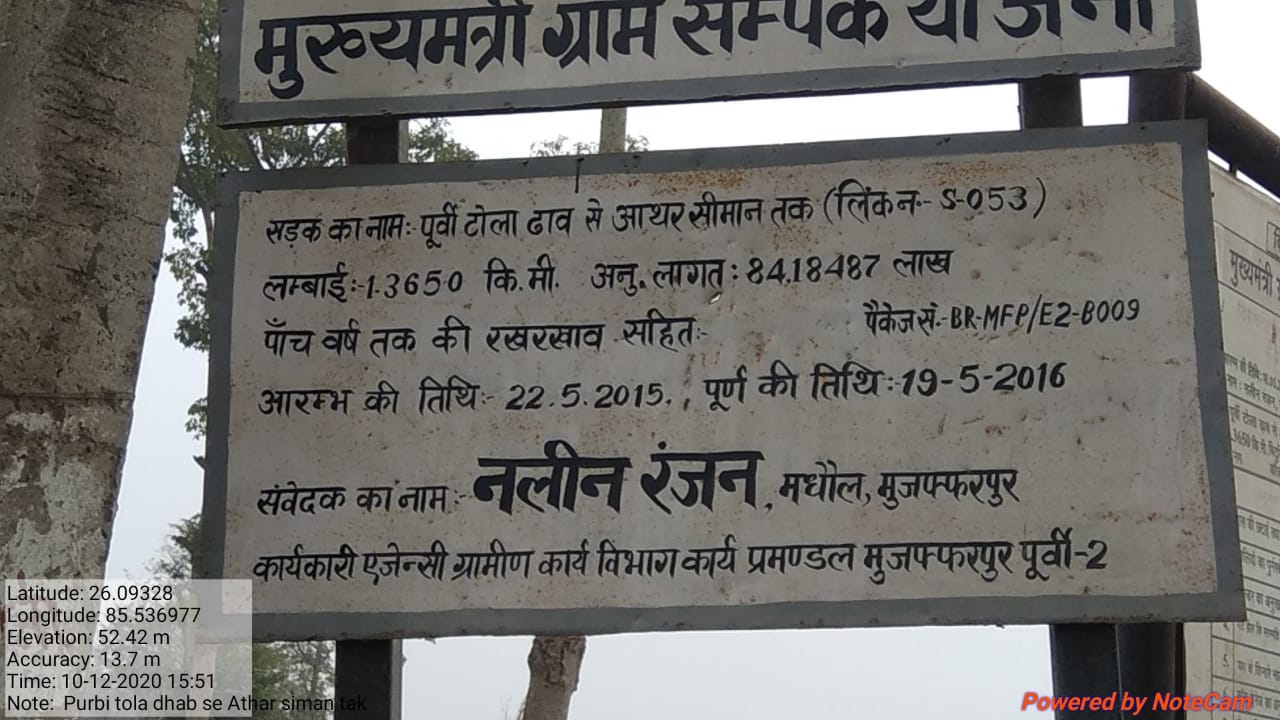 मुख्यमंत्री ग्राम सम्पर्क योजना
सड़क का नामः- पूर्वी टोला ढाव से आथर सीमान तक (लिंक नः- S-053)
लम्बाईः-1.3650 कि.मी. अनु. लागतः 84.18487 लाख
पाँच वर्ष तक की रखरखाव सहितः- पैकेज सं.-BR-MFP/E2-B009
आरम्भ की तिथिः- 22.5.2015, पूर्ण की तिथिः-19-5-2016
संवेदक का नामः- नलीन रंजन, मधौल, मुजफ्फरपुर
कार्यकारी एजेन्सी ग्रामीण कार्य विभाग कार्य प्रमण्डल मुजफ्फरपुर पूर्वी-2
मुख्यमंत्री
Latitude: 26.09328
Longitude: 85.536977
Elevation: 52.42 m
Accuracy: 13.7 m
Time: 10-12-2020 15:51
Note: Purbi tola dhab se Athar siman tak
Powered by NoteCam